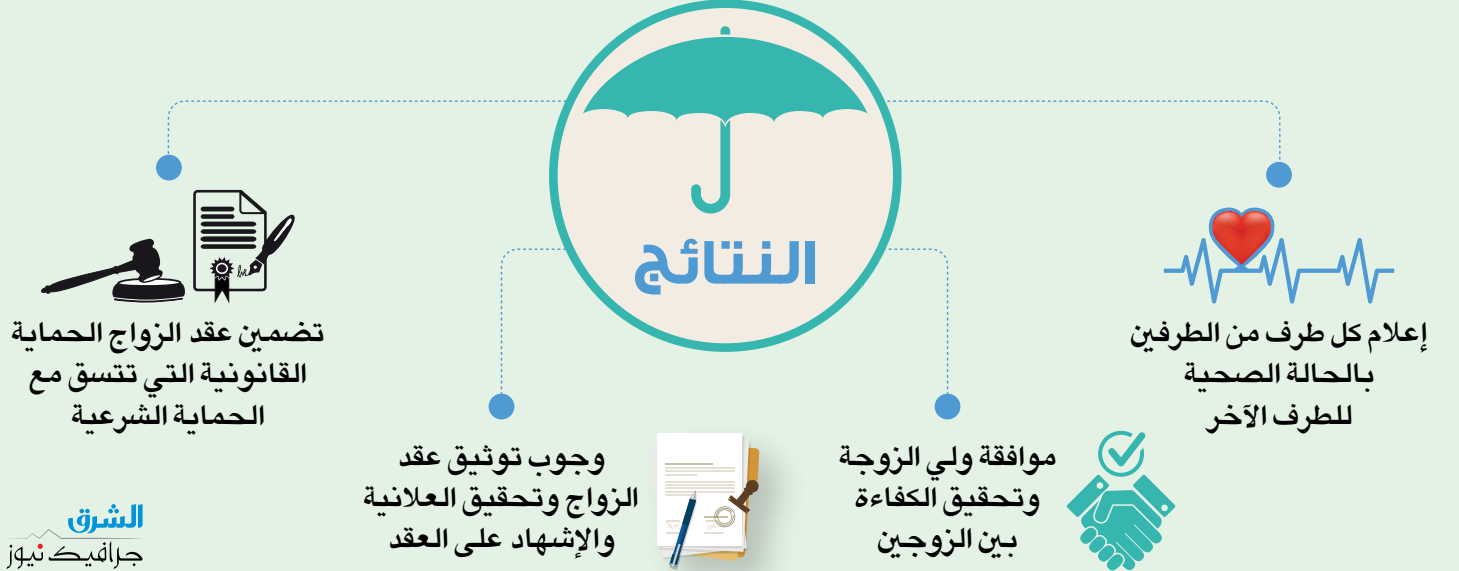 النتائج
إعلام كل طرف من الطرفين
بالحالة الصحية
للطرف الآخر
موافقة ولي الزوجة
وتحقيق الكفاءة
بين الزوجين
وجوب توثيق عقد
الزواج وتحقيق العلانية
والإشهاد على العقد
تضمين عقد الزواج الحماية
القانونية التي تتسق مع
الحماية الشرعية
الشرق
جرافيك نيوز